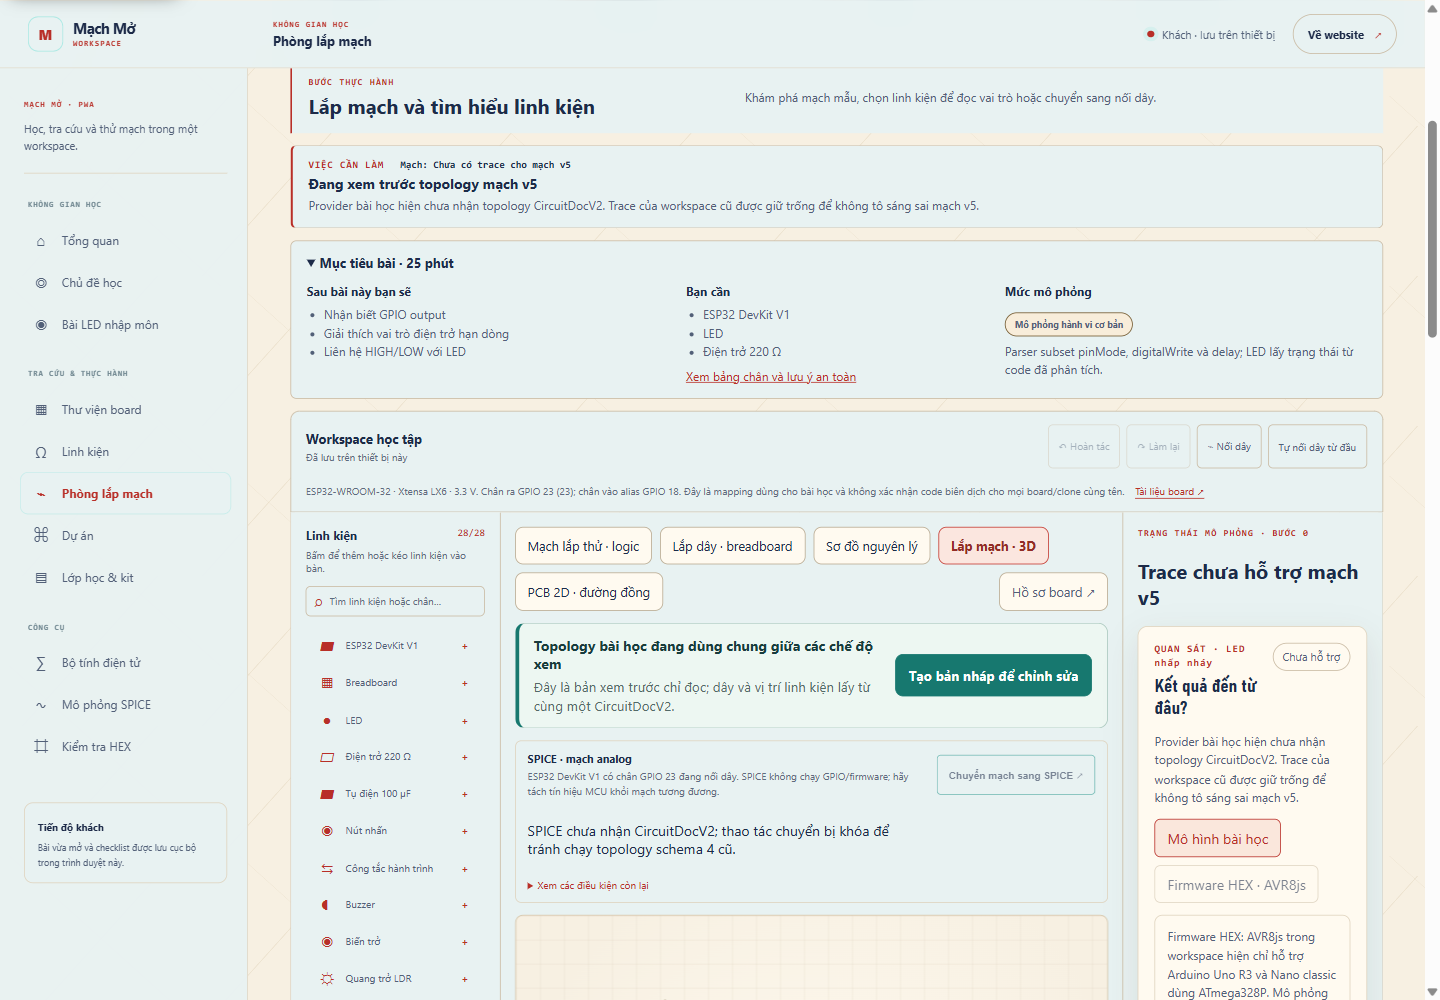 M
Mạch Mở
WORKSPACE
KHÔNG GIAN HỌC
Phòng lắp mạch
Khách · lưu trên thiết bị
Về website ↗
MẠCH MỞ · PWA
Học, tra cứu và thử mạch trong một
workspace.
KHÔNG GIAN HỌC
Tổng quan
Chủ đề học
Bài LED nhập môn
TRA CỨU & THỰC HÀNH
Thư viện board
Linh kiện
Phòng lắp mạch
Dự án
Lớp học & kit
CÔNG CỤ
Bộ tính điện tử
Mô phỏng SPICE
Kiểm tra HEX
Tiến độ khách
Bài vừa mở và checklist được lưu cục bộ
trong trình duyệt này.
BƯỚC THỰC HÀNH
Lắp mạch và tìm hiểu linh kiện
Khám phá mạch mẫu, chọn linh kiện để đọc vai trò hoặc chuyển sang nối dây.
VIỆC CẦN LÀM Mạch: Chưa có trace cho mạch v5
Đang xem trước topology mạch v5
Provider bài học hiện chưa nhận topology CircuitDocV2. Trace của workspace cũ được giữ trống để không tô sáng sai mạch v5.
▼ Mục tiêu bài · 25 phút
Sau bài này bạn sẽ
• Nhận biết GPIO output
• Giải thích vai trò điện trở hạn dòng
• Liên hệ HIGH/LOW với LED
Bạn cần
• ESP32 DevKit V1
• LED
• Điện trở 220 Ω
Xem bảng chân và lưu ý an toàn
Mức mô phỏng
Mô phỏng hành vi cơ bản
Parser subset pinMode, digitalWrite và delay; LED lấy trạng thái từ
code đã phân tích.
Workspace học tập
Đã lưu trên thiết bị này
↶ Hoàn tác
↷ Làm lại
~ Nối dây
Tự nối dây từ đầu
ESP32-WROOM-32 · Xtensa LX6 · 3.3 V. Chân ra GPIO 23 (23); chân vào alias GPIO 18. Đây là mapping dùng cho bài học và không xác nhận code biên dịch cho mọi board/clone cùng tên. Tài liệu board ↗
Linh kiện 28/28
Bấm để thêm hoặc kéo linh kiện vào
bàn.
Tìm linh kiện hoặc chân...
ESP32 DevKit V1 +
Breadboard +
LED +
Điện trở 220 Ω +
Tụ điện 100 µF +
Nút nhấn +
Công tắc hành trình +
Buzzer +
Biến trở +
Quang trở LDR +
Mạch lắp thử · logic
Lắp dây · breadboard
Sơ đồ nguyên lý
Lắp mạch · 3D
PCB 2D · đường đồng
Hồ sơ board ↗
Topology bài học đang dùng chung giữa các chế độ
xem
Đây là bản xem trước chỉ đọc; dây và vị trí linh kiện lấy từ
cùng một CircuitDocV2.
Tạo bản nháp để chỉnh sửa
SPICE · mạch analog
ESP32 DevKit V1 có chân GPIO 23 đang nối dây. SPICE không chạy GPIO/firmware; hãy
tách tín hiệu MCU khỏi mạch tương đương.
Chuyển mạch sang SPICE ↗
SPICE chưa nhận CircuitDocV2; thao tác chuyển bị khóa để
tránh chạy topology schema 4 cũ.
▶ Xem các điều kiện còn lại
TRẠNG THÁI MÔ PHỎNG · BƯỚC 0
Trace chưa hỗ trợ mạch
v5
QUAN SÁT · LED
nhấp nháy
Chưa hỗ trợ
Kết quả đến từ
đâu?
Provider bài học hiện chưa nhận
topology CircuitDocV2. Trace của
workspace cũ được giữ trống để
không tô sáng sai mạch v5.
Mô hình bài học
Firmware HEX · AVR8js
Firmware HEX: AVR8js trong
workspace hiện chỉ hỗ trợ
Arduino Uno R3 và Nano classic
dùng ATmega328P. Mô phỏng